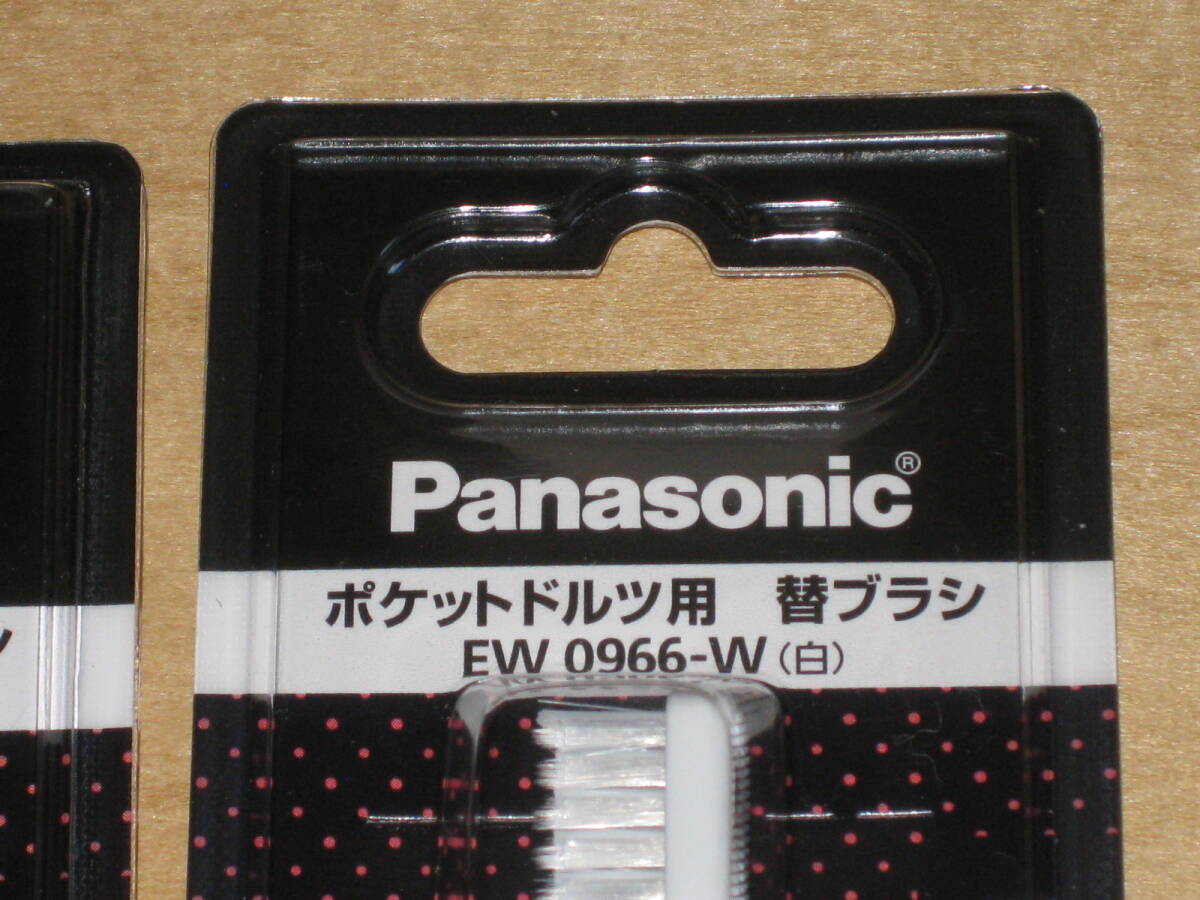 Panasonic®
ポケットドルツ用 替ブラシ
EW 0966-W(白)